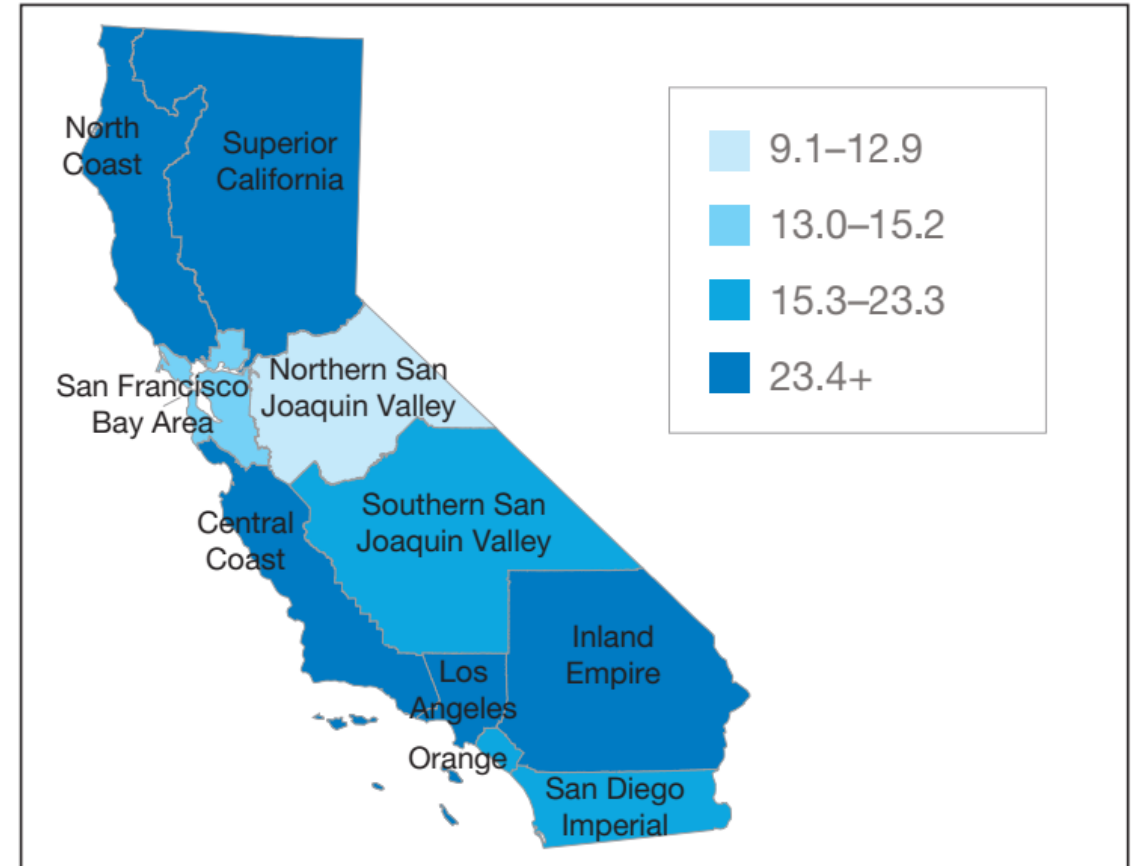 North
Coast
Superior
California
San Francisco
Bay Area
Northern San
Joaquin Valley
Central
Coast
Southern San
Joaquin Valley
Inland
Empire
Los
Angeles
Orange
San Diego
Imperial
9.1–12.9
13.0–15.2
15.3–23.3
23.4+